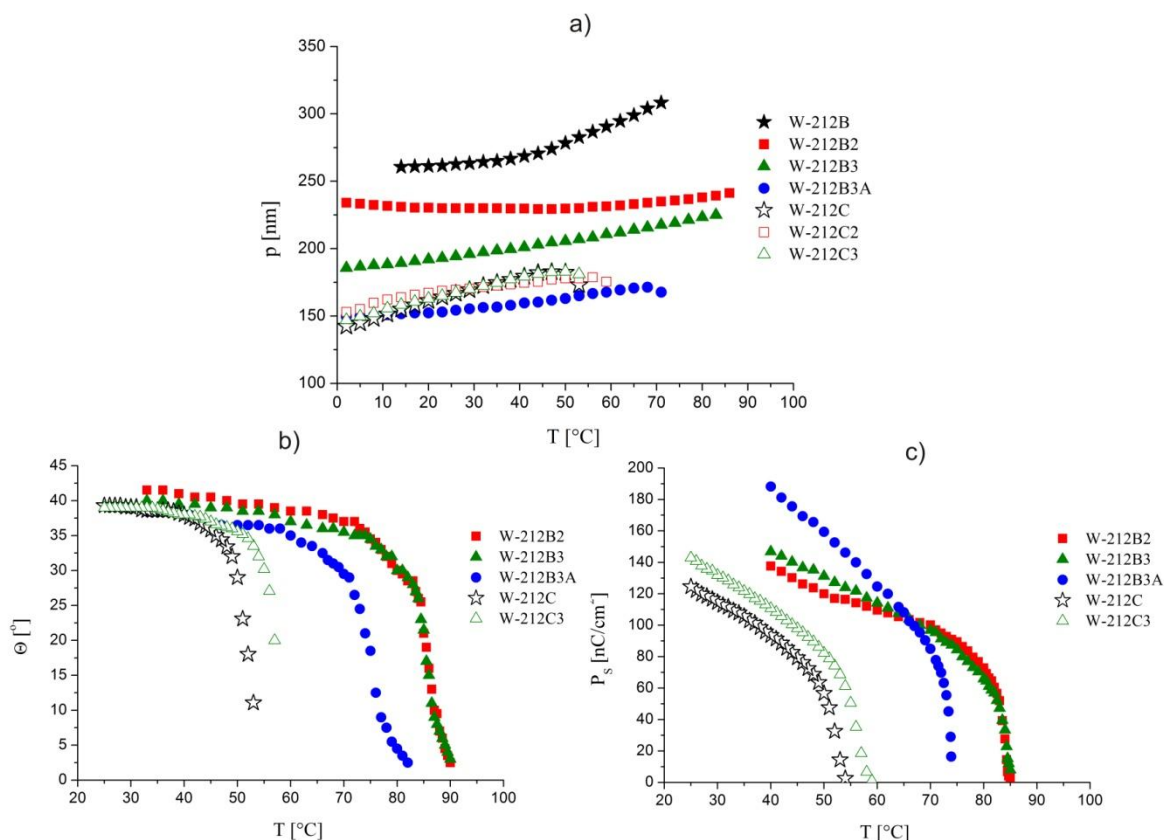 a)
350
300
250
200
150
100
p [nm]
0 10 20 30 40 50 60 70 80 90 100
T [°C]
W-212B
W-212B2
W-212B3
W-212B3A
W-212C
W-212C2
W-212C3
b)
45
40
35
30
25
20
15
10
5
0
Θ [°]
20 30 40 50 60 70 80 90 100
T [°C]
W-212B2
W-212B3
W-212B3A
W-212C
W-212C3
c)
200
180
160
140
120
100
80
60
40
20
0
PS [nC/cm⁻]
20 30 40 50 60 70 80 90 100
T [°C]
W-212B2
W-212B3
W-212B3A
W-212C
W-212C3